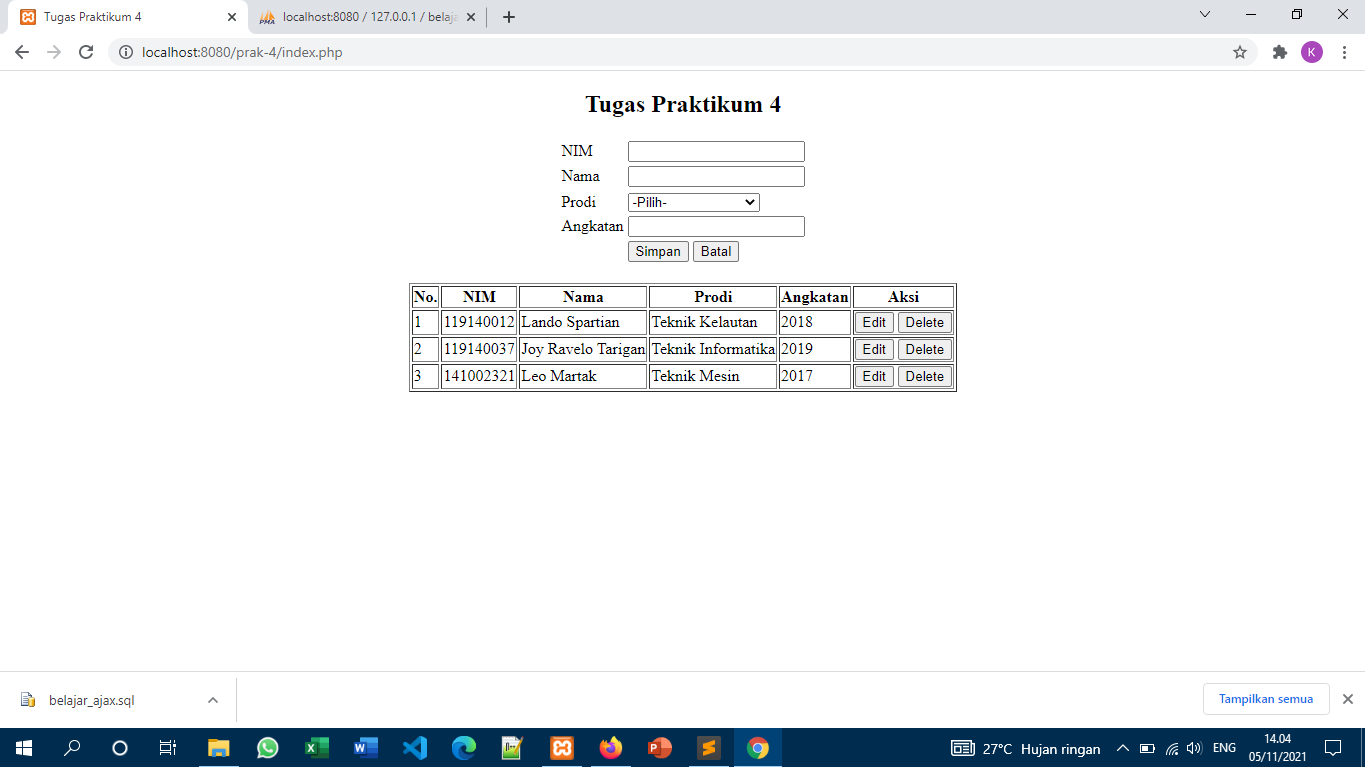 Tugas Praktikum 4
localhost:8080 / 127.0.0.1 / belaja
K
localhost:8080/prak-4/index.php
Tugas Praktikum 4
NIM
Nama
Prodi -Pilih-
Angkatan
Simpan Batal
No. NIM Nama Prodi Angkatan Aksi
1 119140012 Lando Spartian Teknik Kelautan 2018 Edit Delete
2 119140037 Joy Ravelo Tarigan Teknik Informatika 2019 Edit Delete
3 141002321 Leo Martak Teknik Mesin 2017 Edit Delete
belajar_ajax.sql
Tampilkan semua
27°C Hujan ringan
ENG
14.04
05/11/2021